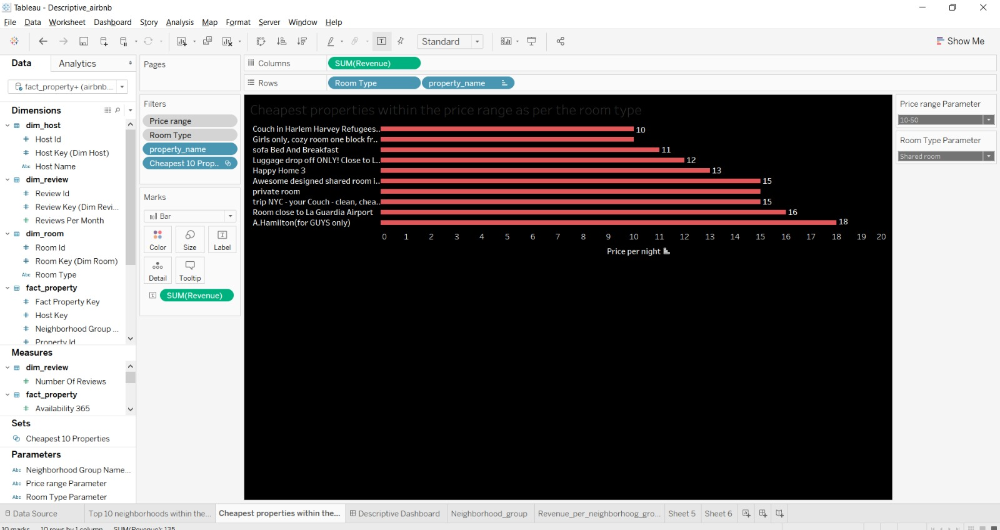 Tableau - Descriptive_airbnb
File Data Worksheet Dashboard Story Analysis Map Format Server Window Help
Standard
Show Me
Data Analytics
fact_property+ (airbnb...
Dimensions
dim_host
Host Id
Host Key (Dim Host)
Abc Host Name
dim_review
Review Id
Review Key (Dim Revi...
Reviews Per Month
dim_room
Room Id
Room Key (Dim Room)
Abc Room Type
fact_property
Fact Property Key
Host Key
Neighborhood Group ...
Property Id
Measures
dim_review
Number Of Reviews
fact_property
Availability 365
Sets
Cheapest 10 Properties
Parameters
Abc Neighborhood Group Name...
Abc Price range Parameter
Abc Room Type Parameter
Pages
Filters
Price range
Room Type
property_name
Cheapest 10 Prop..
Marks
Bar
Color Size Label
Detail Tooltip
SUM(Revenue)
Columns SUM(Revenue)
Rows Room Type property_name
Cheapest properties within the price range as per the room type
Couch in Harlem Harvey Refugees.. 10
Girls only, cozy room one block fr..
sofa Bed And Breakfast 11
Luggage drop off ONLY! Close to L.. 12
Happy Home 3 13
Awesome designed shared room i.. 15
private room
trip NYC - your Couch - clean, chea.. 15
Room close to La Guardia Airport 16
A.Hamilton(for GUYS only) 18
0 1 2 3 4 5 6 7 8 9 10 11 12 13 14 15 16 17 18 19 20
Price per night
Price range Parameter
10-50
Room Type Parameter
Shared room
Data Source Top 10 neighborhoods within the... Cheapest properties within the... Descriptive Dashboard Neighborhood_group Revenue_per_neighborhoog_gro... Sheet 5 Sheet 6
10 marks 10 rows by 1 column SUM(Revenue): 135